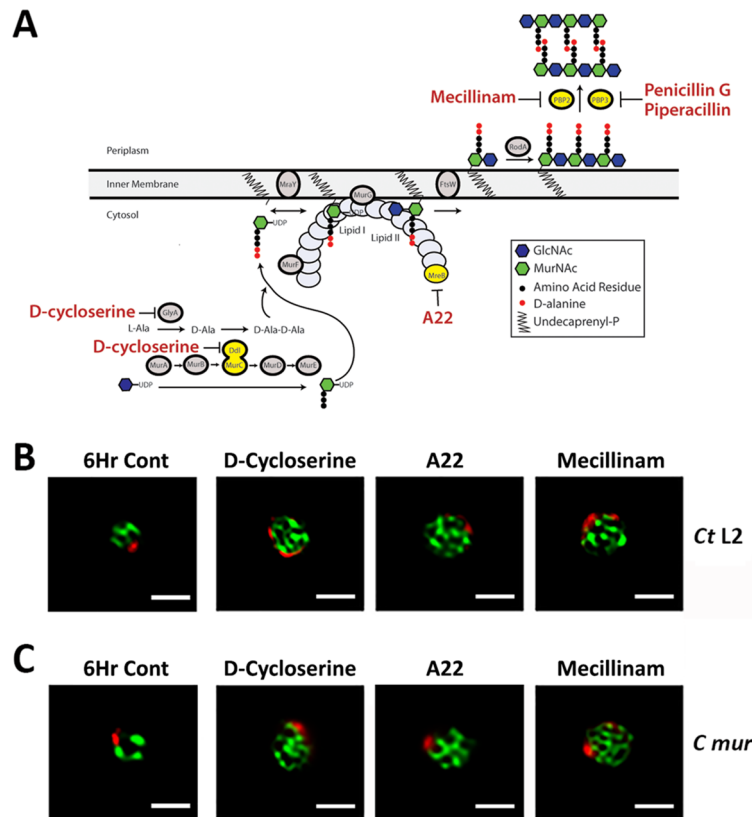 A
Mecillinam
PBP2
PBP3
Penicillin G
Piperacillin
Periplasm
RodA
Inner Membrane
MraY
MurG
FtsW
Cytosol
UDP
UDP
Lipid I
Lipid II
MurF
MreB
A22
GlcNAc
MurNAc
Amino Acid Residue
D-alanine
Undecaprenyl-P
D-cycloserine
GlyA
L-Ala
D-Ala
D-Ala-D-Ala
D-cycloserine
Ddl
MurA
MurB
MurC
MurD
MurE
UDP
UDP
B
6Hr Cont
D-Cycloserine
A22
Mecillinam
Ct L2
C
6Hr Cont
D-Cycloserine
A22
Mecillinam
C mur